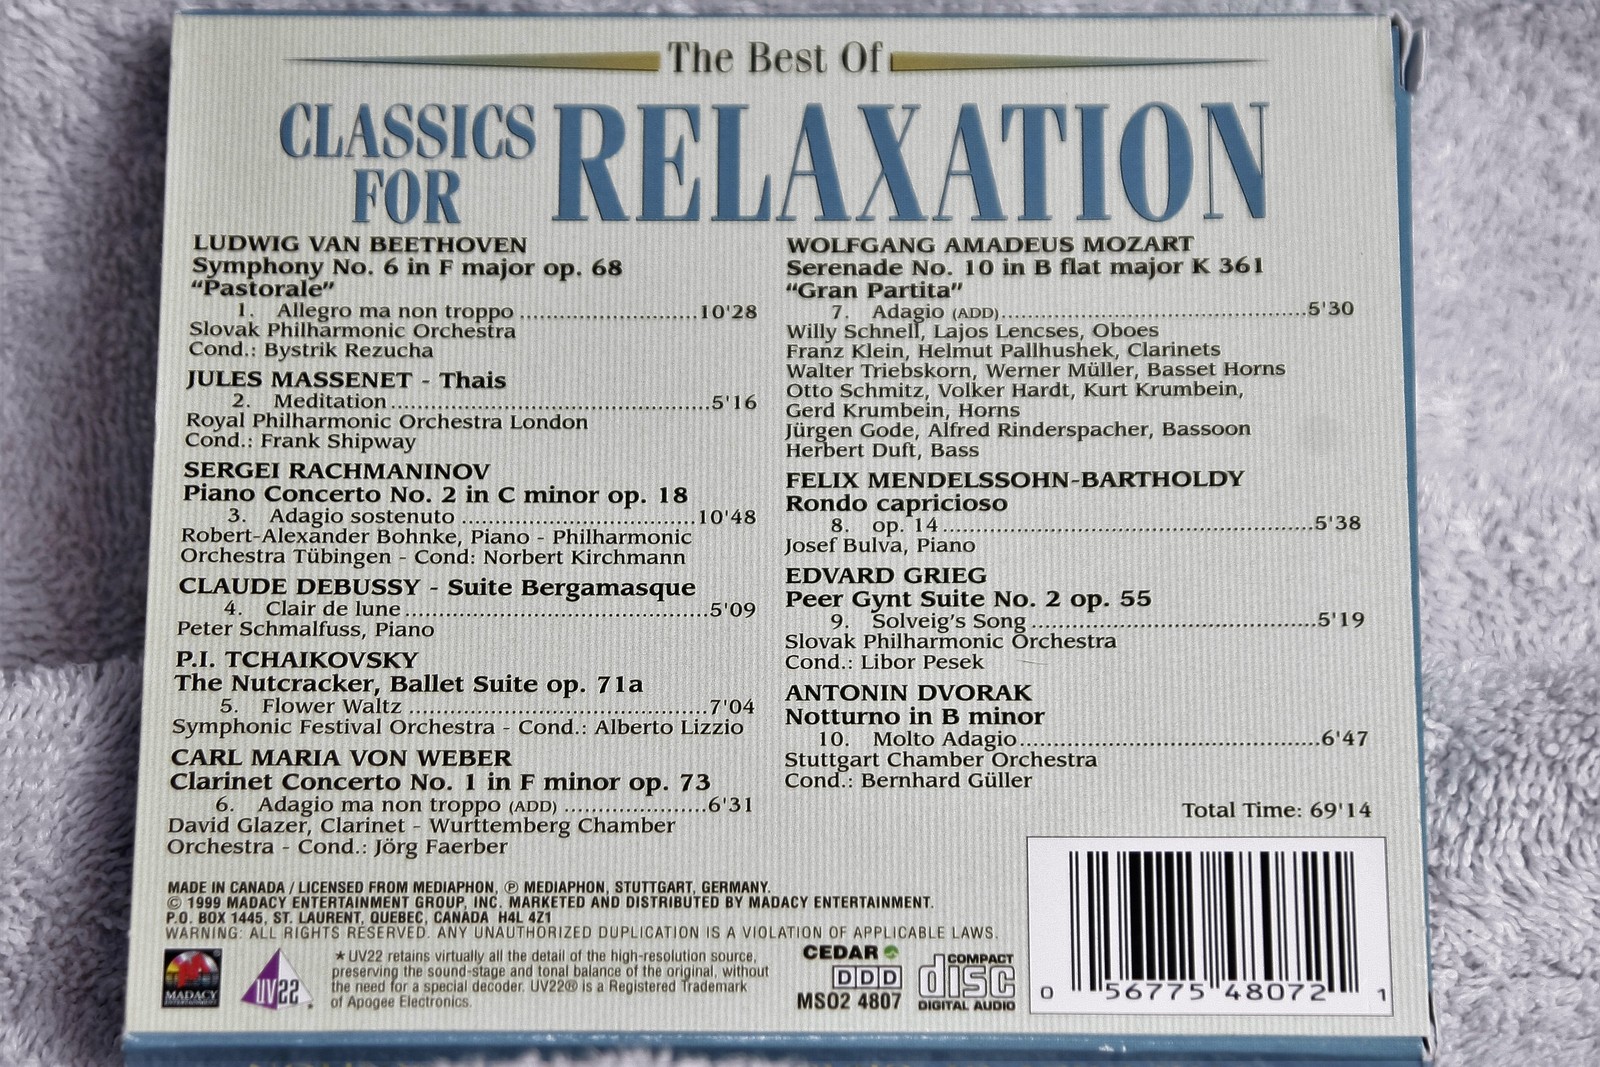 The Best Of
CLASSICS FOR RELAXATION
LUDWIG VAN BEETHOVEN
Symphony No. 6 in F major op. 68
“Pastorale”
1. Allegro ma non troppo ........................10'28
Slovak Philharmonic Orchestra
Cond.: Bystrik Rezucha
JULES MASSENET - Thais
2. Meditation ........................5'16
Royal Philharmonic Orchestra London
Cond.: Frank Shipway
SERGEI RACHMANINOV
Piano Concerto No. 2 in C minor op. 18
3. Adagio sostenuto ........................10'48
Robert-Alexander Bohnke, Piano - Philharmonic
Orchestra Tübingen - Cond: Norbert Kirchmann
CLAUDE DEBUSSY - Suite Bergamasque
4. Clair de lune ........................5'09
Peter Schmalfuss, Piano
P.I. TCHAIKOVSKY
The Nutcracker, Ballet Suite op. 71a
5. Flower Waltz ........................7'04
Symphonic Festival Orchestra - Cond.: Alberto Lizzio
CARL MARIA VON WEBER
Clarinet Concerto No. 1 in F minor op. 73
6. Adagio ma non troppo (ADD) ........................6'31
David Glazer, Clarinet - Wurttemberg Chamber
Orchestra - Cond.: Jörg Faerber
WOLFGANG AMADEUS MOZART
Serenade No. 10 in B flat major K 361
“Gran Partita”
7. Adagio (ADD)........................5'30
Willy Schnell, Lajos Lencses, Oboes
Franz Klein, Helmut Pallhushek, Clarinets
Walter Triebskorn, Werner Müller, Basset Horns
Otto Schmitz, Volker Hardt, Kurt Krumbein,
Gerd Krumbein, Horns
Jürgen Gode, Alfred Rinderspacher, Bassoon
Herbert Duft, Bass
FELIX MENDELSSOHN-BARTHOLDY
Rondo capricioso
8. op. 14 ........................5'38
Josef Bulva, Piano
EDVARD GRIEG
Peer Gynt Suite No. 2 op. 55
9. Solveig's Song ........................5'19
Slovak Philharmonic Orchestra
Cond.: Libor Pesek
ANTONIN DVORAK
Notturno in B minor
10. Molto Adagio........................6'47
Stuttgart Chamber Orchestra
Cond.: Bernhard Güller
Total Time: 69'14
MADE IN CANADA / LICENSED FROM MEDIAPHON, Ⓟ MEDIAPHON, STUTTGART, GERMANY.
© 1999 MADACY ENTERTAINMENT GROUP, INC. MARKETED AND DISTRIBUTED BY MADACY ENTERTAINMENT.
P.O. BOX 1445, ST. LAURENT, QUEBEC, CANADA H4L 4Z1
WARNING: ALL RIGHTS RESERVED. ANY UNAUTHORIZED DUPLICATION IS A VIOLATION OF APPLICABLE LAWS.
MADACY
ENTERTAINMENT
UV22
* UV22 retains virtually all the detail of the high-resolution source,
preserving the sound-stage and tonal balance of the original, without
the need for a special decoder. UV22® is a Registered Trademark
of Apogee Electronics.
CEDAR
DDD
MSO2 4807
COMPACT
disc
DIGITAL AUDIO
0 56775 48072 1